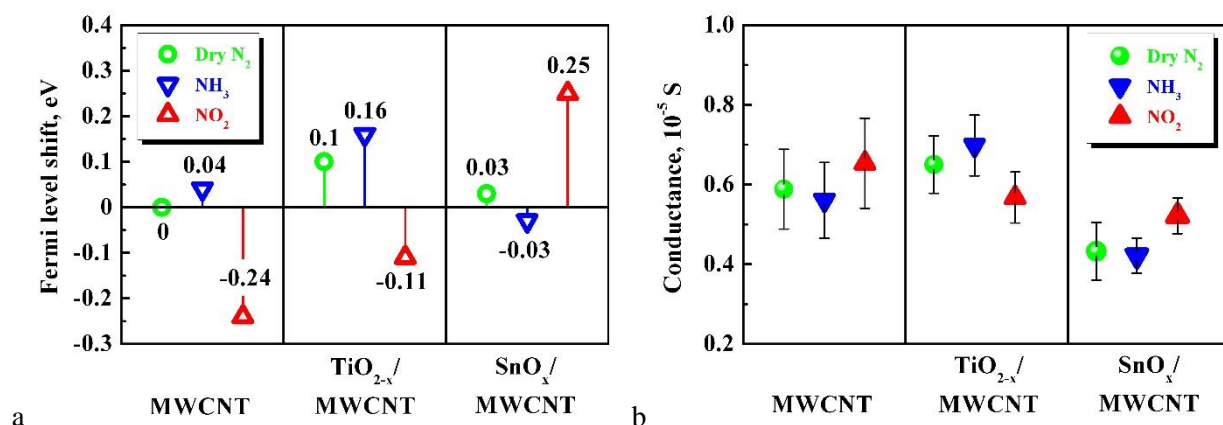 Fermi level shift, eV
0.4
0.3
0.2
0.1
0
-0.1
-0.2
-0.3
Dry N₂
NH₃
NO₂
0
0.04
-0.24
0.1
0.16
-0.11
0.03
-0.03
0.25
MWCNT
TiO₂₋ₓ/
MWCNT
SnOₓ/
MWCNT
a
Conductance, 10⁻⁵ S
1.0
0.8
0.6
0.4
0.2
Dry N₂
NH₃
NO₂
MWCNT
TiO₂₋ₓ/
MWCNT
SnOₓ/
MWCNT
b